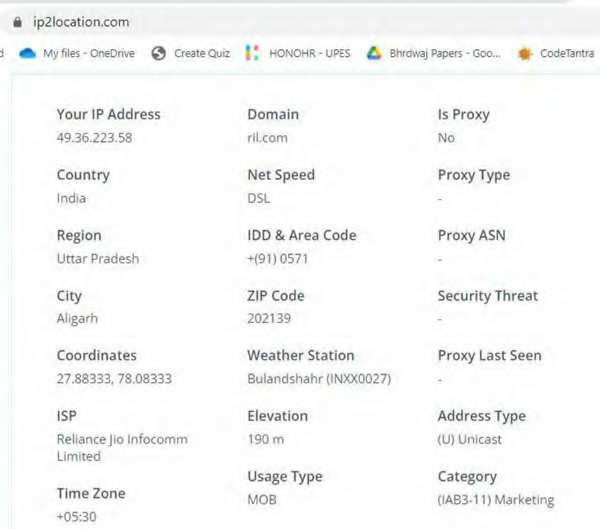 ip2location.com
d My files - OneDrive Create Quiz HONOHR - UPES Bhrdwaj Papers - Goo... CodeTantra
Your IP Address Domain Is Proxy
49.36.223.58 ril.com No
Country Net Speed Proxy Type
India DSL -
Region IDD & Area Code Proxy ASN
Uttar Pradesh +(91) 0571 -
City ZIP Code Security Threat
Aligarh 202139 -
Coordinates Weather Station Proxy Last Seen
27.88333, 78.08333 Bulandshahr (INXX0027) -
ISP Elevation Address Type
Reliance Jio Infocomm 190 m (U) Unicast
Limited
Usage Type Category
Time Zone MOB (IAB3-11) Marketing
+05:30